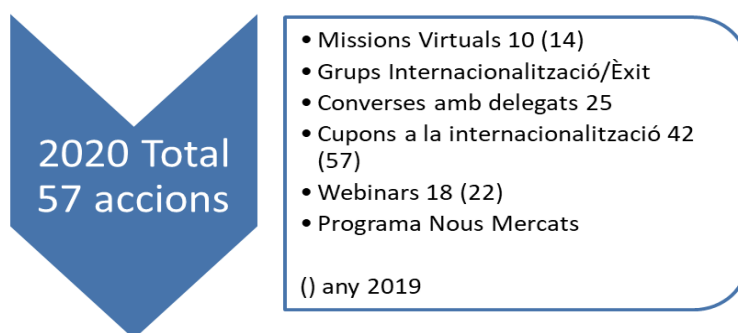 2020 Total
57 accions
• Missions Virtuals 10 (14)
• Grups Internacionalització/Èxit
• Converses amb delegats 25
• Cupons a la internacionalització 42
(57)
• Webinars 18 (22)
• Programa Nous Mercats
() any 2019